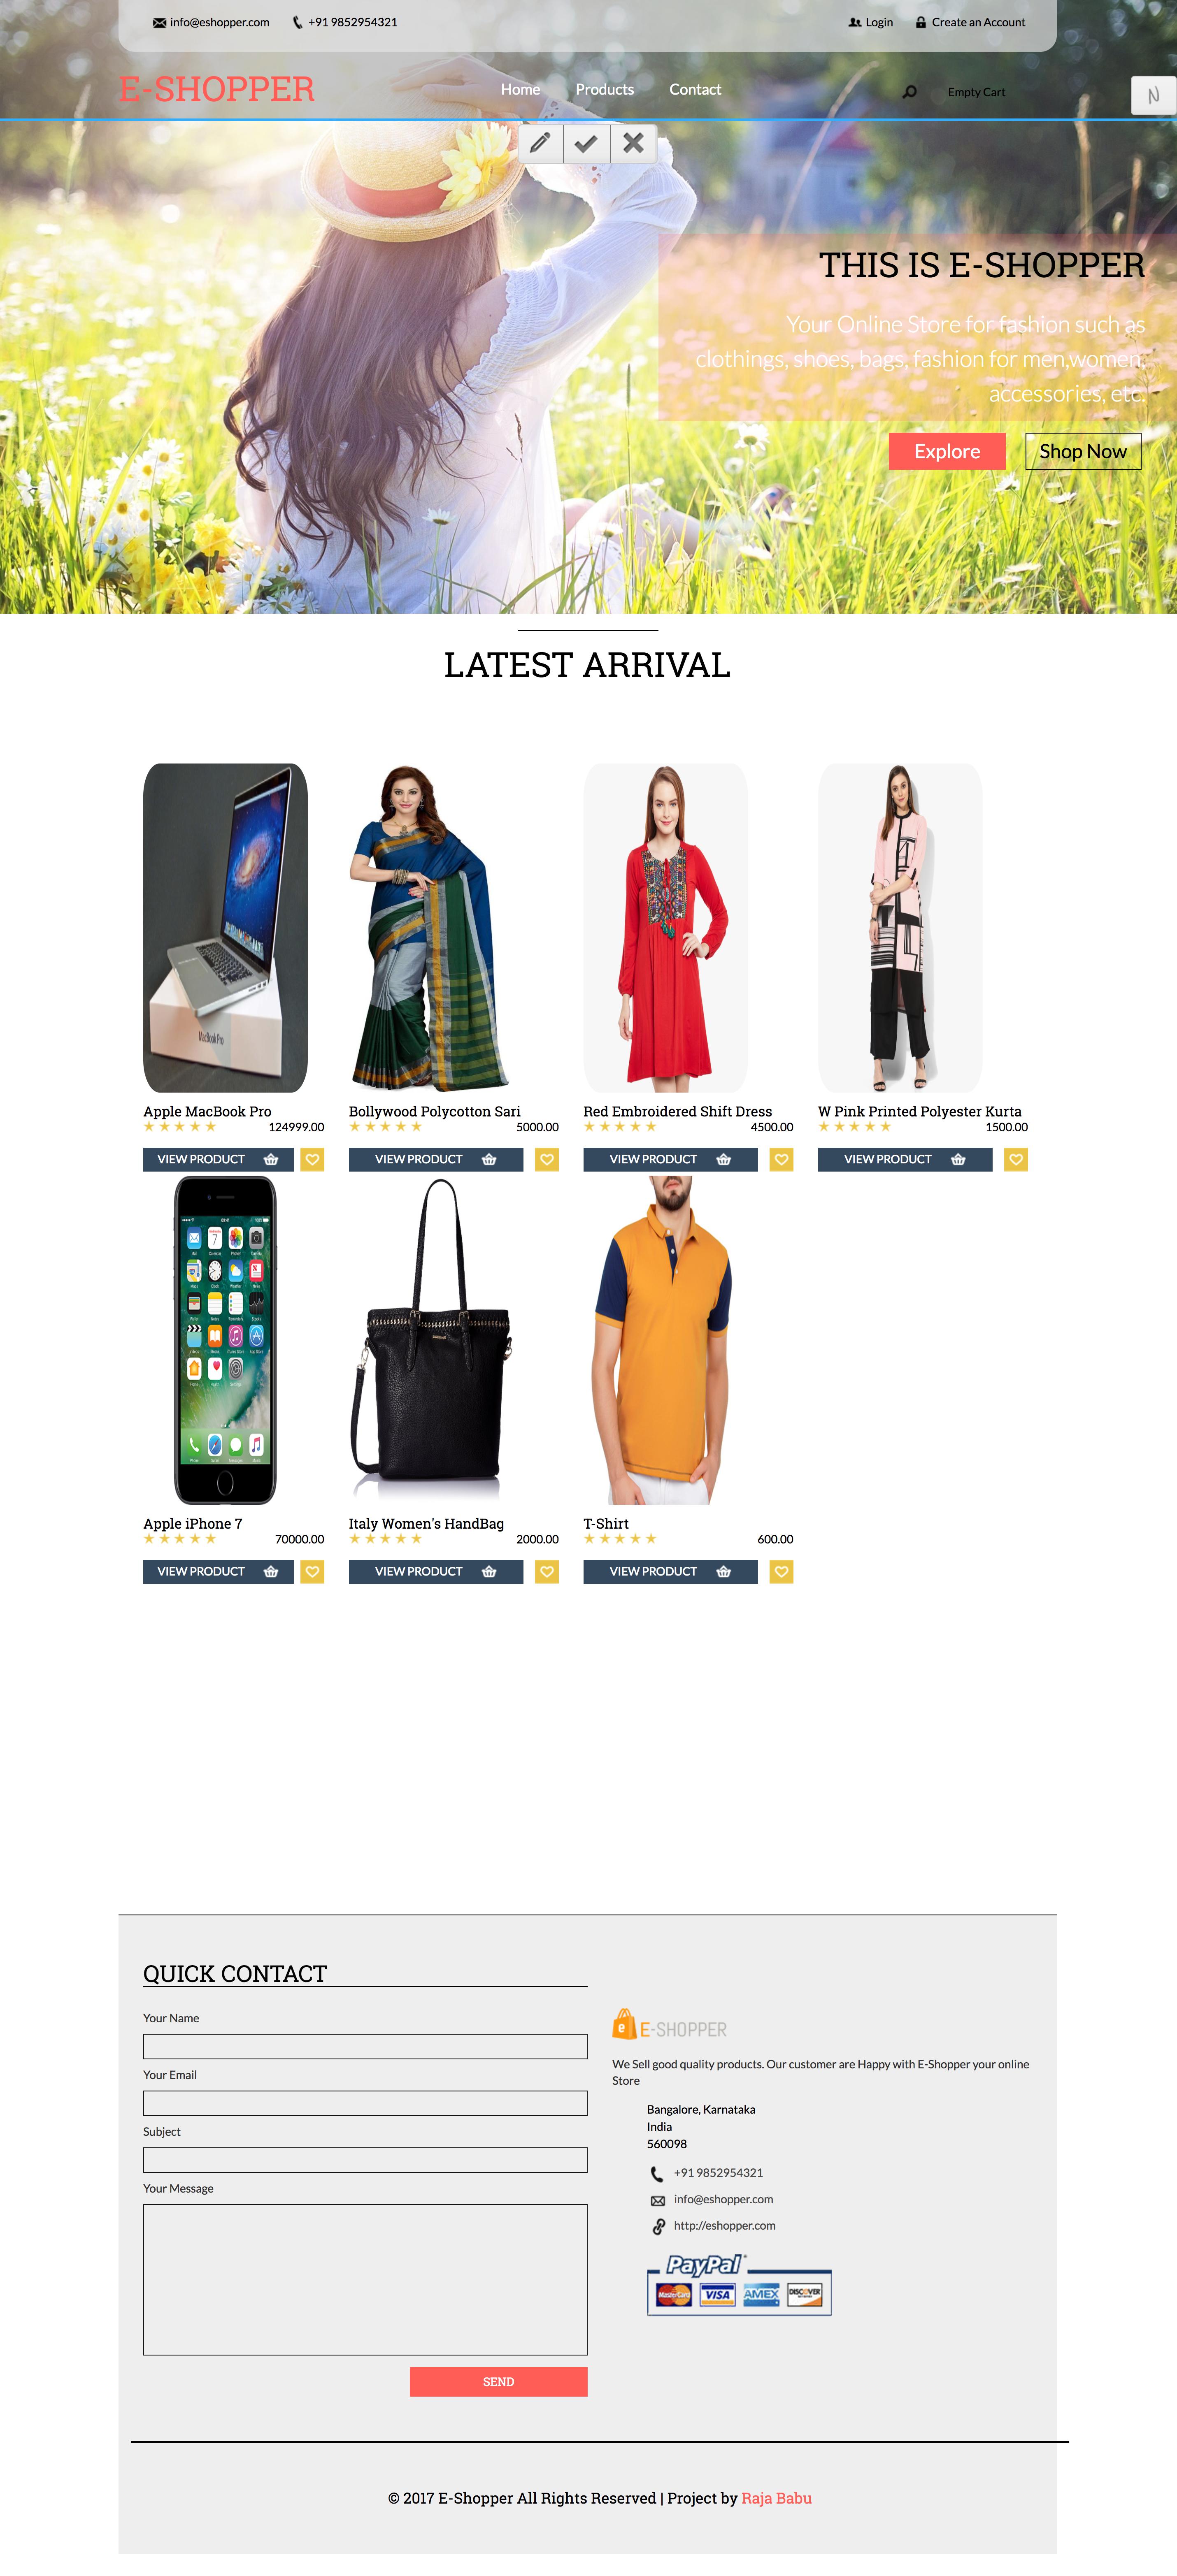 info@eshopper.com +91 9852954321 Login Create an Account
E-SHOPPER Home Products Contact Empty Cart
THIS IS E-SHOPPER
Your Online Store for fashion such as
clothings, shoes, bags, fashion for men,women,
accessories, etc.
Explore Shop Now
LATEST ARRIVAL
MacBook Pro
Apple MacBook Pro
124999.00
VIEW PRODUCT
Bollywood Polycotton Sari
5000.00
VIEW PRODUCT
Red Embroidered Shift Dress
4500.00
VIEW PRODUCT
W Pink Printed Polyester Kurta
1500.00
VIEW PRODUCT
Apple iPhone 7
70000.00
VIEW PRODUCT
Italy Women's HandBag
2000.00
VIEW PRODUCT
T-Shirt
600.00
VIEW PRODUCT
QUICK CONTACT
Your Name
Your Email
Subject
Your Message
SEND
e E-SHOPPER
We Sell good quality products. Our customer are Happy with E-Shopper your online
Store
Bangalore, Karnataka
India
560098
+91 9852954321
info@eshopper.com
http://eshopper.com
PayPal
MasterCard VISA AMEX DISCOVER
© 2017 E-Shopper All Rights Reserved | Project by Raja Babu